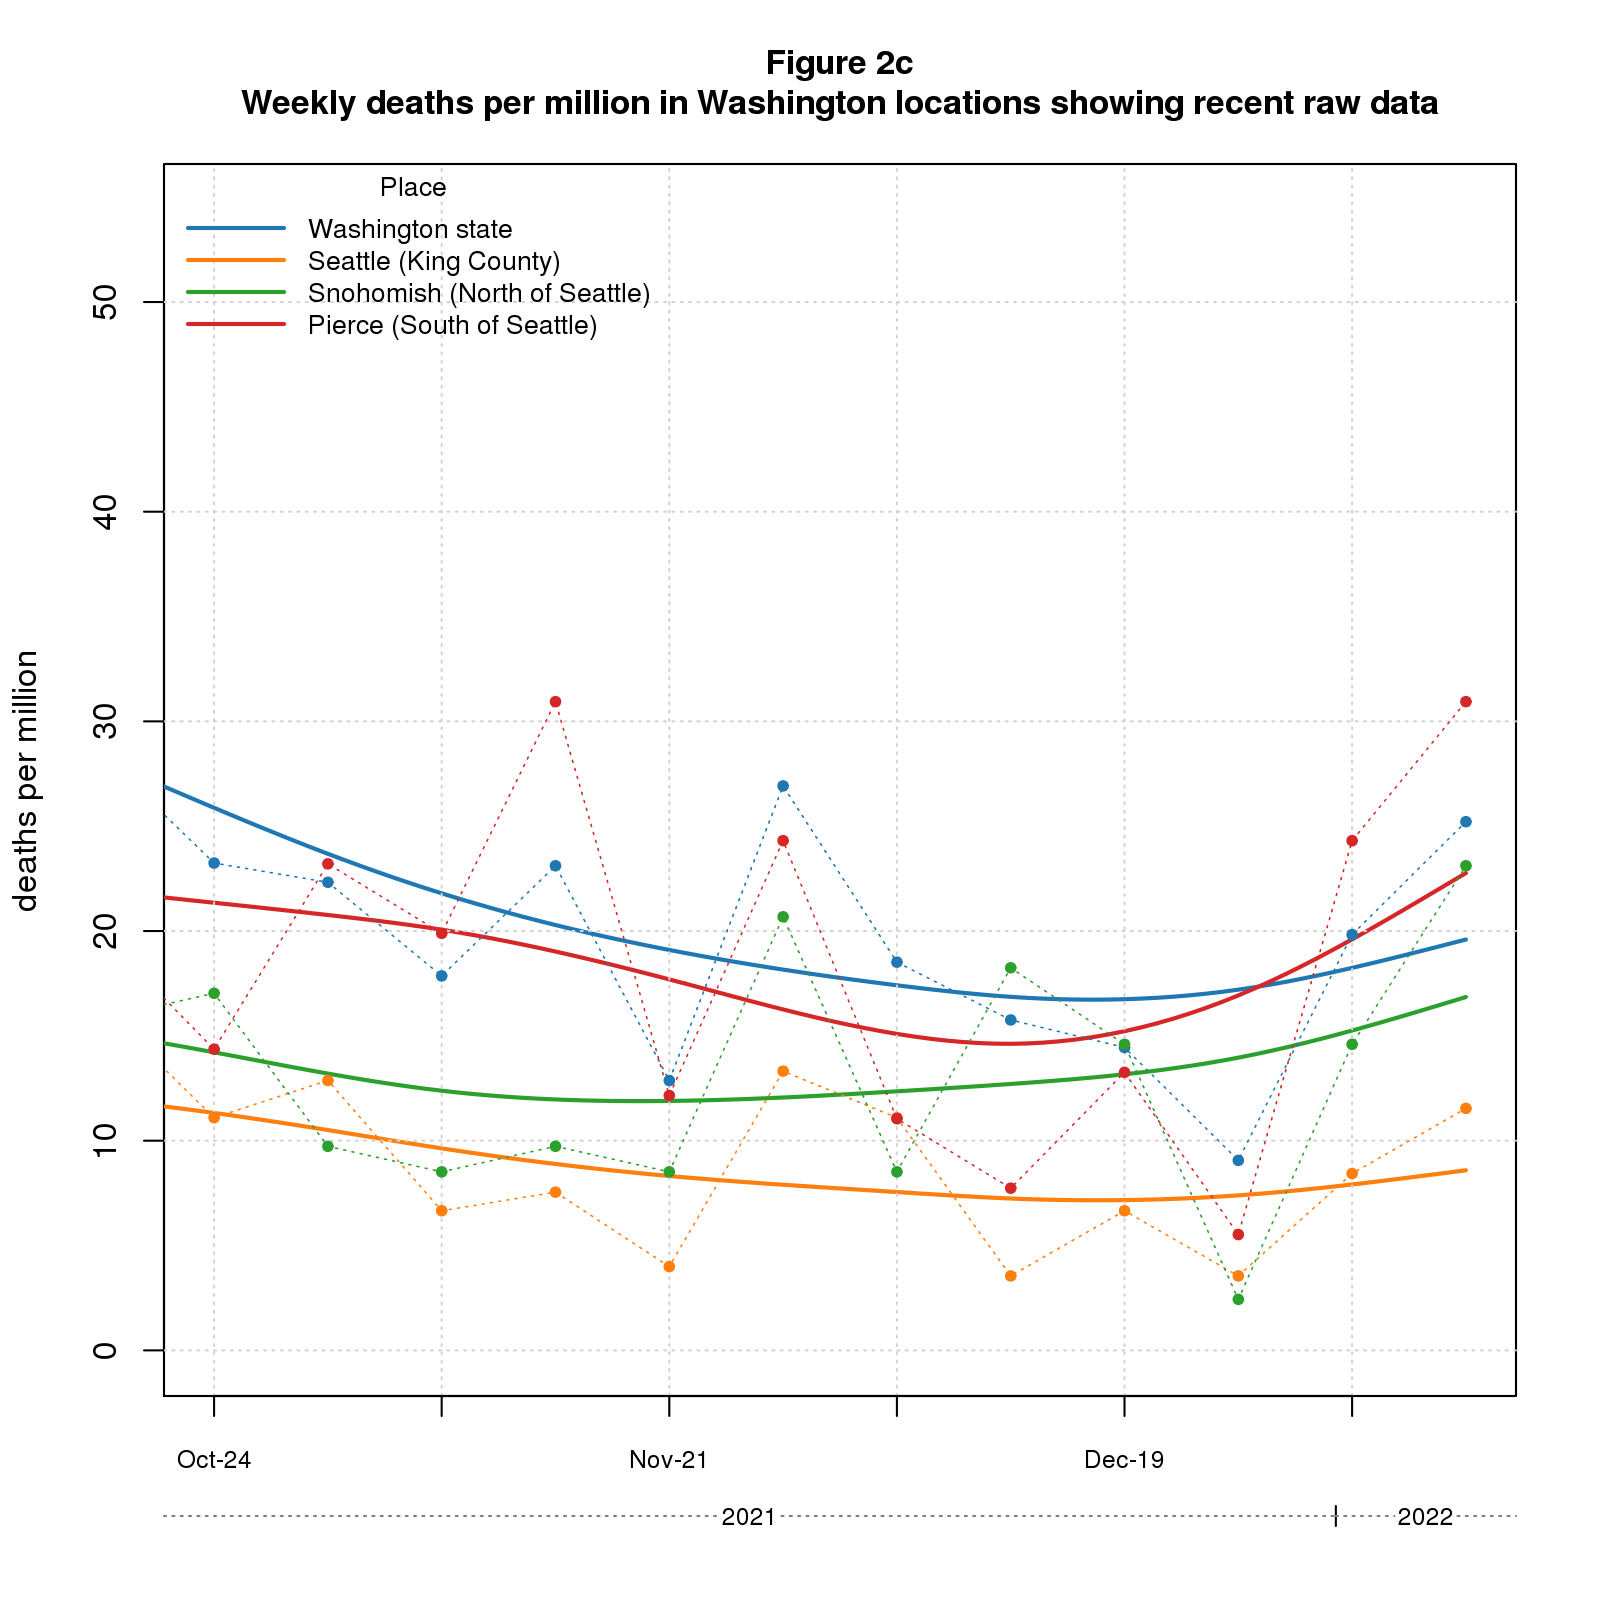 Figure 2c
Weekly deaths per million in Washington locations showing recent raw data
Place
Washington state
Seattle (King County)
Snohomish (North of Seattle)
Pierce (South of Seattle)
deaths per million
50
40
30
20
10
0
Oct-24 Nov-21 Dec-19
2021 2022